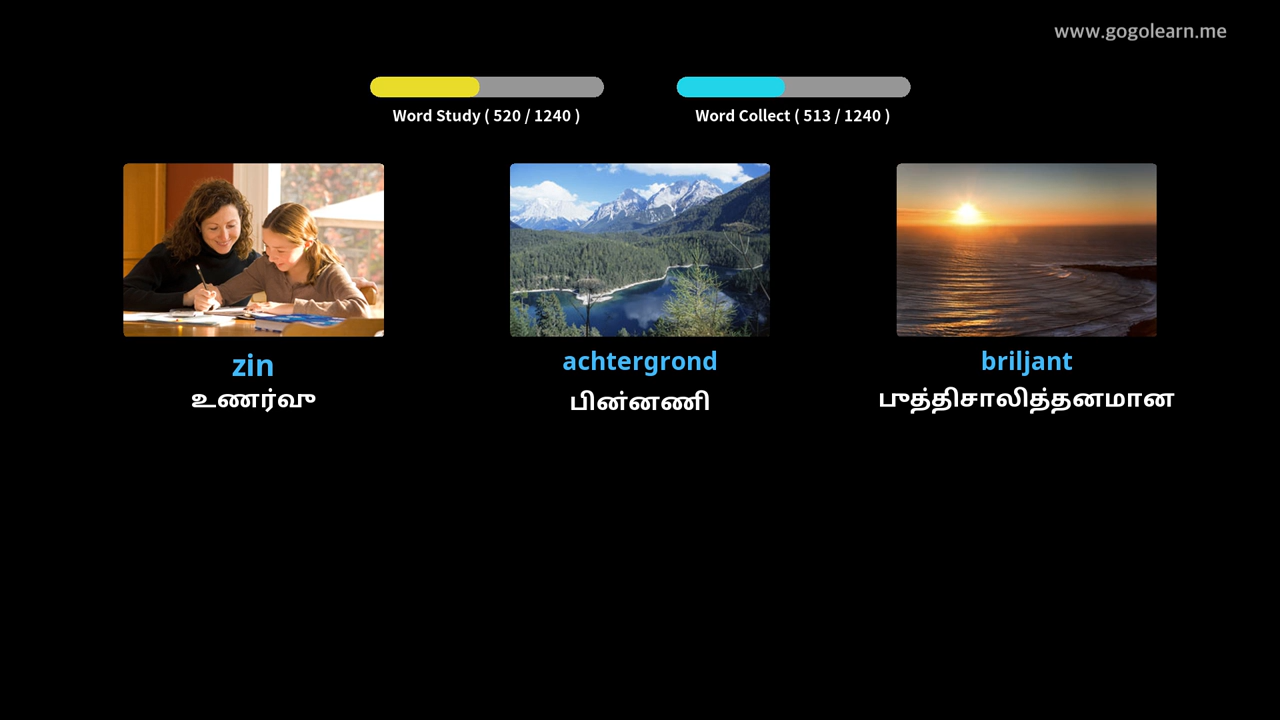 www.gogolearn.me
Word Study ( 520 / 1240 )
Word Collect ( 513 / 1240 )
zin
achtergrond
briljant
உணர்வு
பின்னணி
புத்திசாலித்தனமான